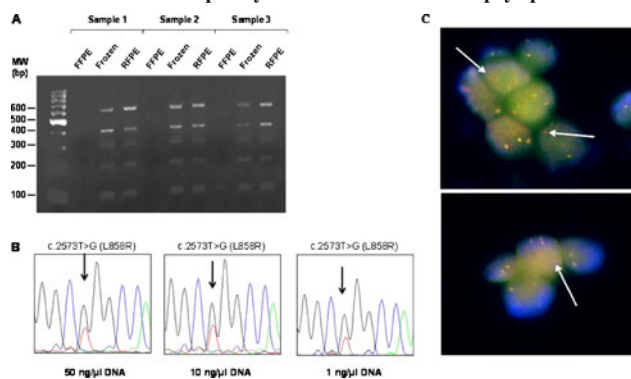 A
Sample 1 Sample 2 Sample 3
FFPE Frozen RFPE FFPE Frozen RFPE FFPE Frozen RFPE
MW
(bp)
600
500
400
300
200
100
B
c.2573T>G (L858R) c.2573T>G (L858R) c.2573T>G (L858R)
50 ng/µl DNA 10 ng/µl DNA 1 ng/µl DNA
C